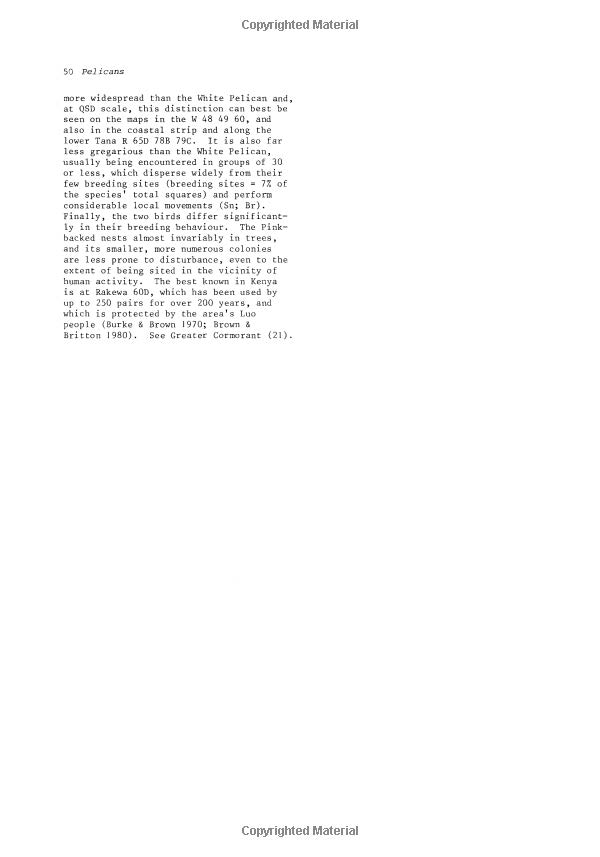 Copyrighted Material
50 Pelicans
more widespread than the White Pelican and,
at QSD scale, this distinction can best be
seen on the maps in the W 48 49 60, and
also in the coastal strip and along the
lower Tana R 65D 78B 79C. It is also far
less gregarious than the White Pelican,
usually being encountered in groups of 30
or less, which disperse widely from their
few breeding sites (breeding sites = 7% of
the species' total squares) and perform
considerable local movements (Sn; Br).
Finally, the two birds differ significant-
ly in their breeding behaviour. The Pink-
backed nests almost invariably in trees,
and its smaller, more numerous colonies
are less prone to disturbance, even to the
extent of being sited in the vicinity of
human activity. The best known in Kenya
is at Rakewa 60D, which has been used by
up to 250 pairs for over 200 years, and
which is protected by the area's Luo
people (Burke & Brown 1970; Brown &
Britton 1980). See Greater Cormorant (21).
Copyrighted Material